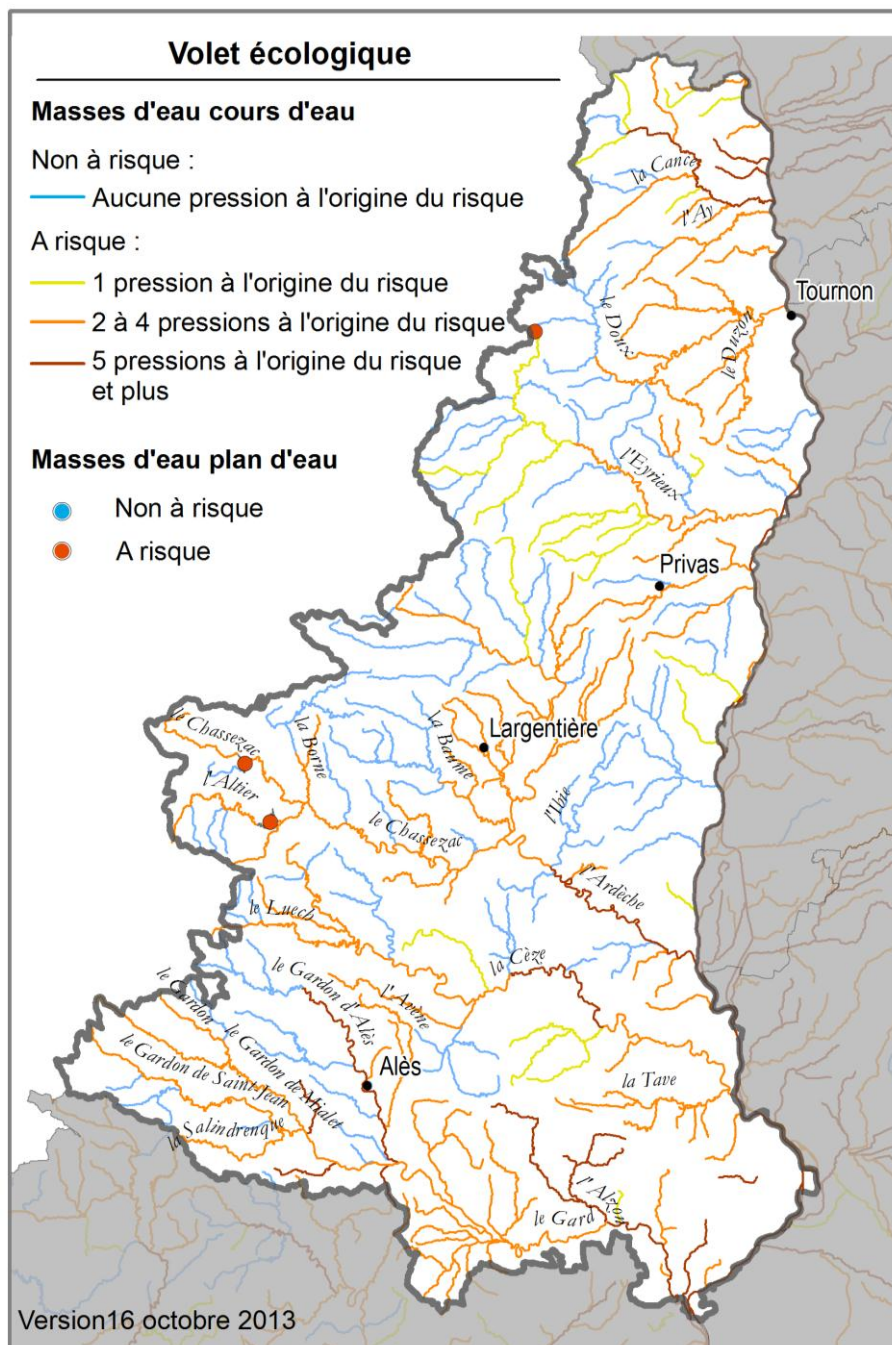 Volet écologique
Masses d'eau cours d'eau
Non à risque :
Aucune pression à l'origine du risque
A risque :
1 pression à l'origine du risque
2 à 4 pressions à l'origine du risque
5 pressions à l'origine du risque
et plus
Masses d'eau plan d'eau
Non à risque
A risque
la Cance
l'Ay
Tournon
le Doux
le Duzon
l'Eyrieux
Privas
le Chassezac
la Borne
la Baume
Largentière
l'Altier
l'Ibie
le Chassezac
l'Ardèche
le Luech
la Cèze
le Gardon d'Alès
l'Avène
le Gardon
le Gardon de Mialet
le Gardon de Saint-Jean
Alès
la Tave
la Salindrenque
l'Alzon
le Gard
Version16 octobre 2013